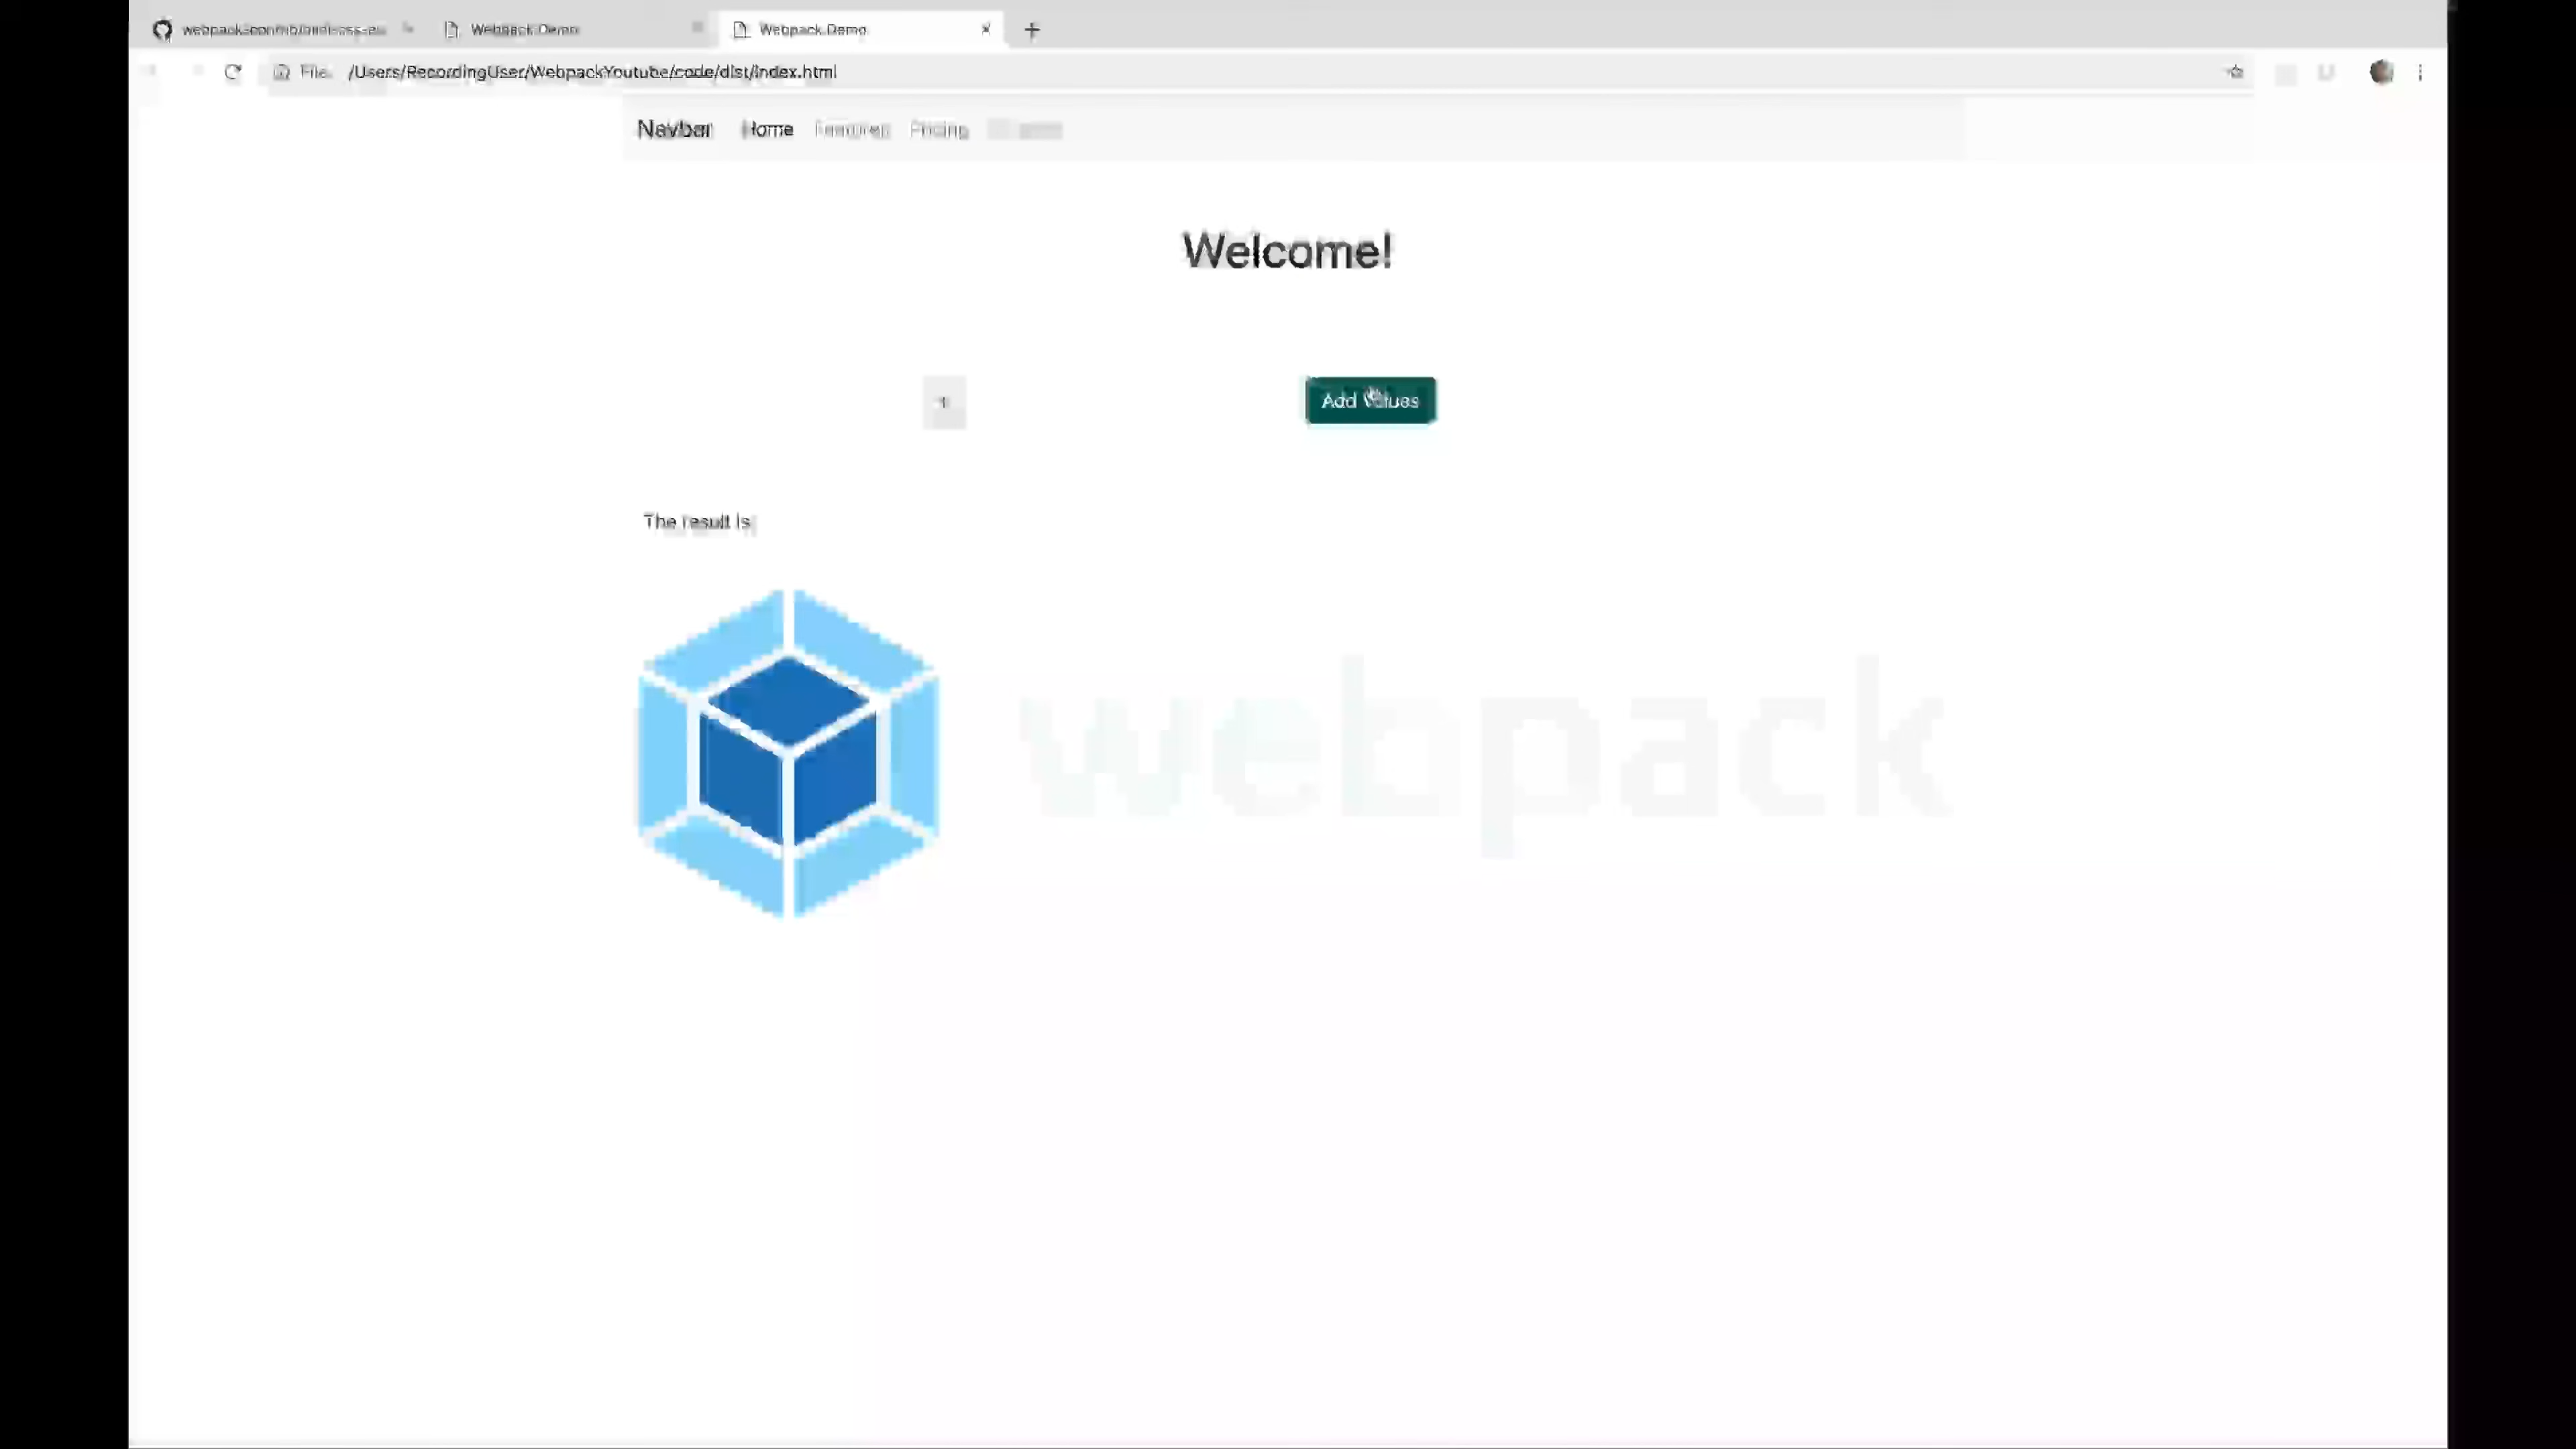 Webpack Demo
Webpack Demo
File /Users/RecordingUser/WebpackYoutube/code/dist/index.html
Navbar Home Features Pricing
Welcome!
+ Add Values
The result is
webpack